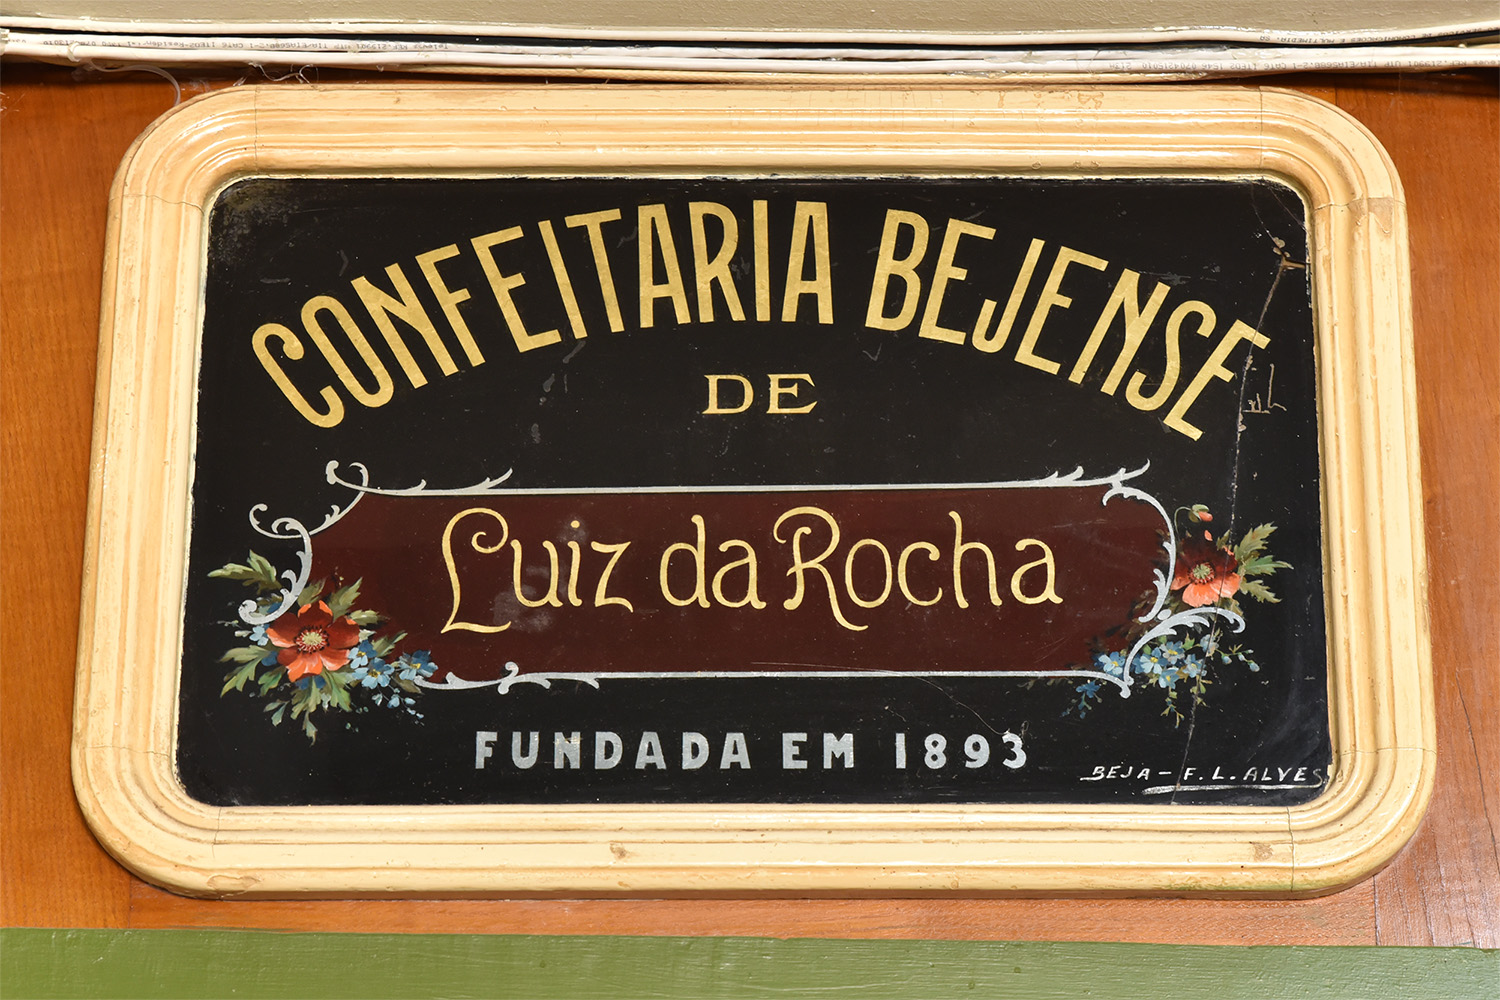 CONFEITARIA BEJENSE
DE
Luiz da Rocha
FUNDADA EM 1893
BEJA - F. L. ALVES